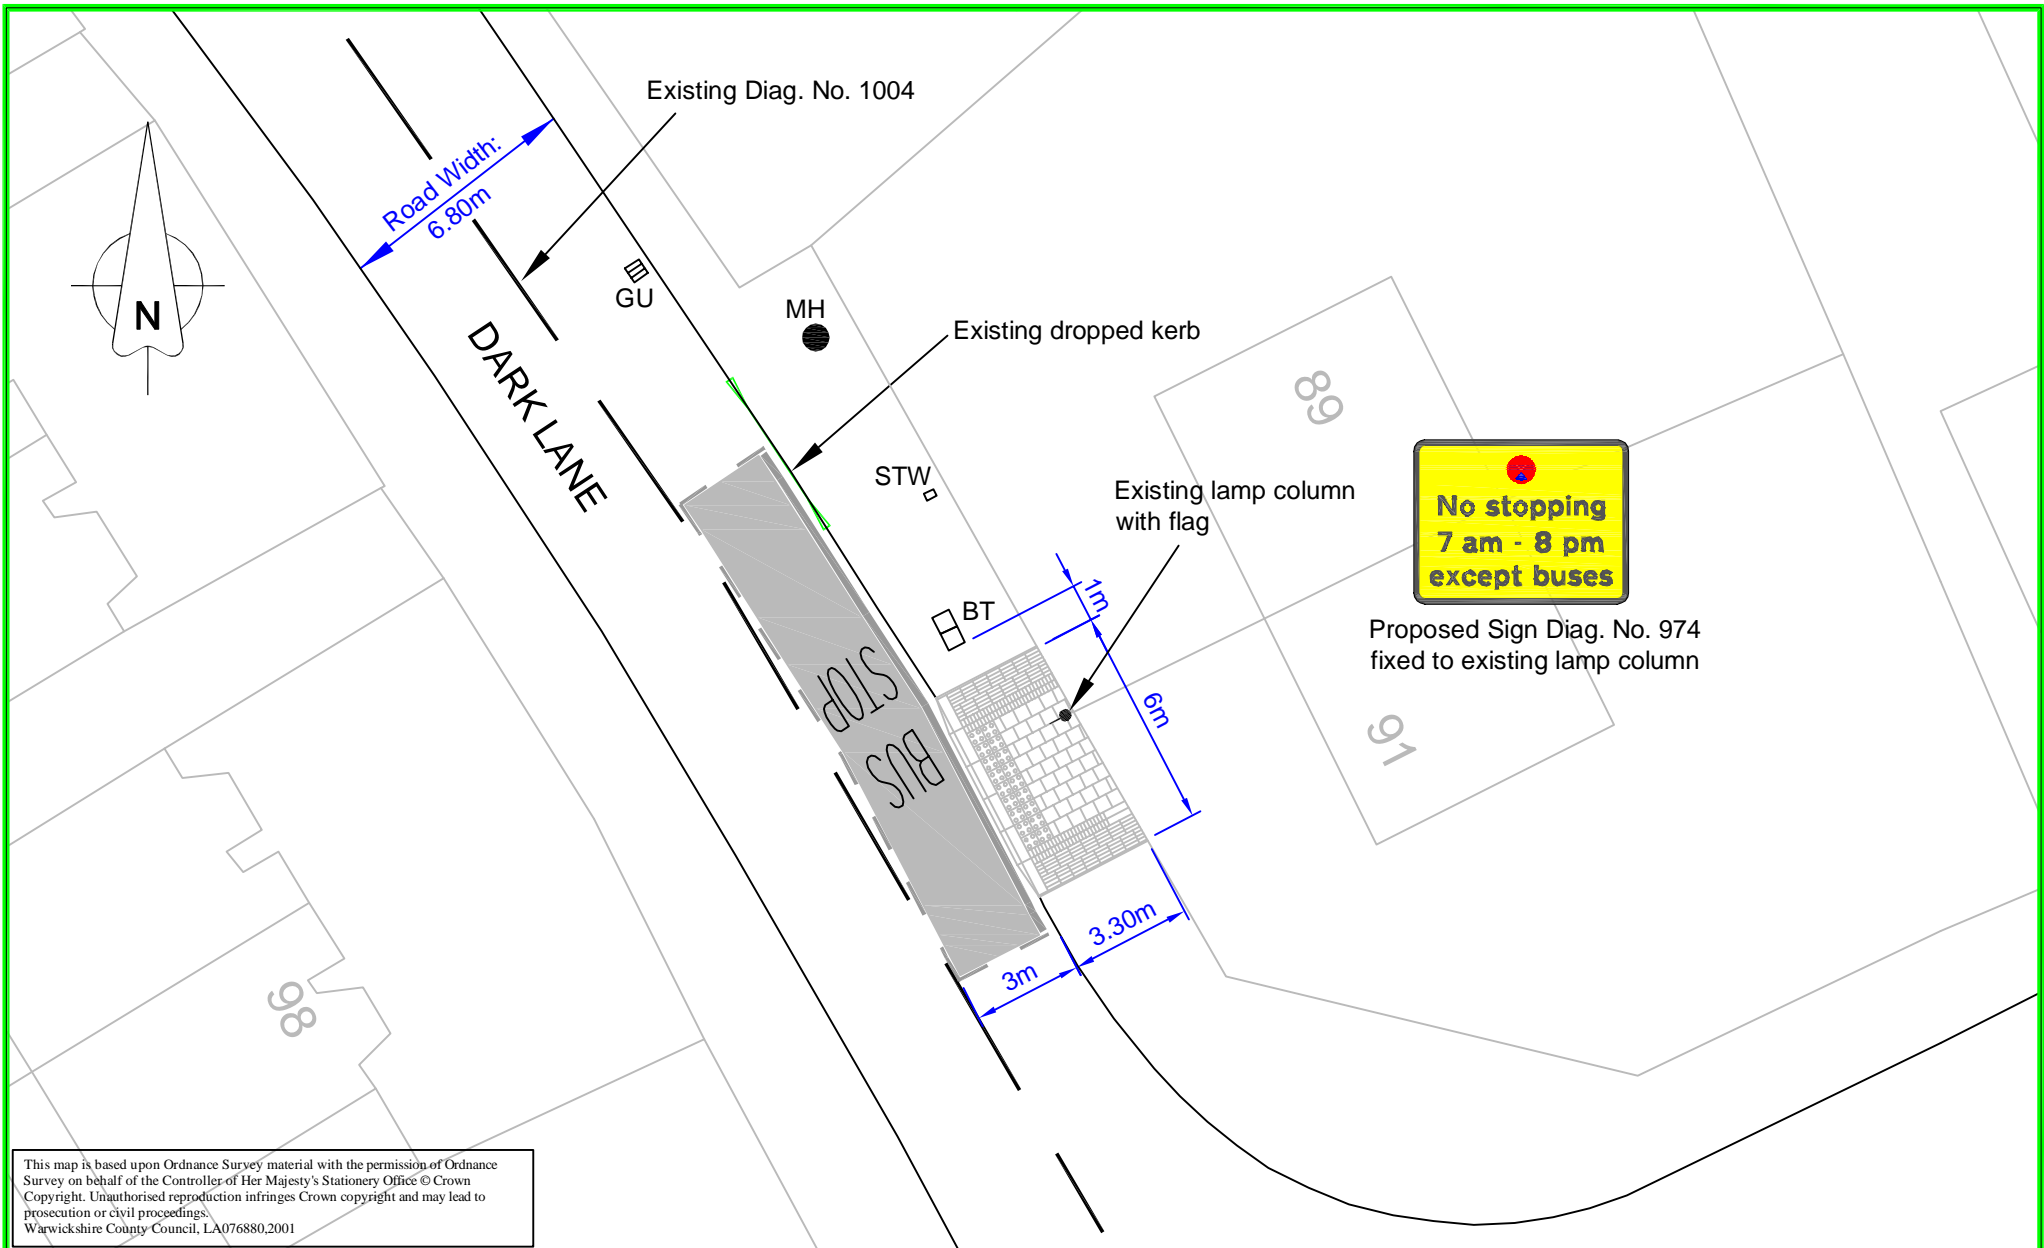 Existing Diag. No. 1004
Road Width:
6.80m
GU
MH
N
DARK LANE
Existing dropped kerb
89
STW
Existing lamp column
with flag
No stopping
7 am - 8 pm
except buses
BT
1m
Proposed Sign Diag. No. 974
fixed to existing lamp column
BUS
STOP
6m
91
3.30m
3m
98
This map is based upon Ordnance Survey material with the permission of Ordnance
Survey on behalf of the Controller of Her Majesty's Stationery Office © Crown
Copyright. Unauthorised reproduction infringes Crown copyright and may lead to
prosecution or civil proceedings.
Warwickshire County Council, LA076880,2001